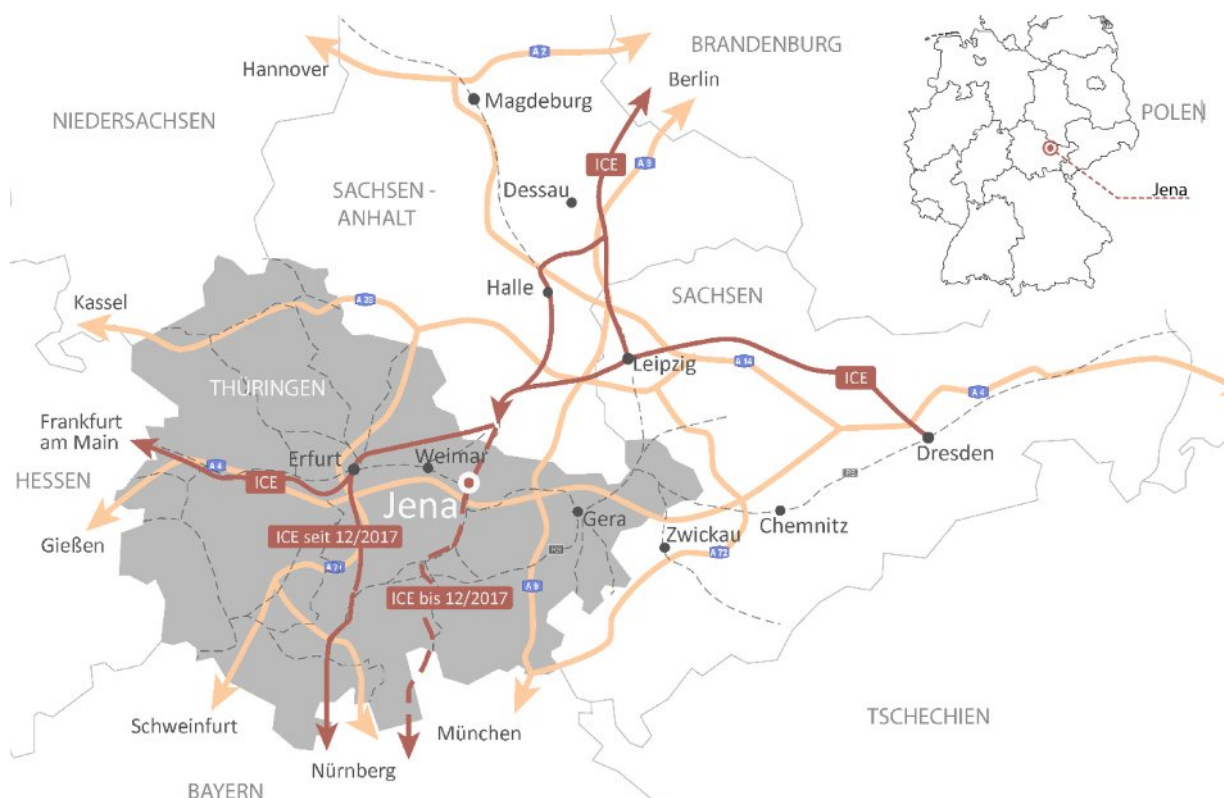 BRANDENBURG
Hannover
A 2
Berlin
Magdeburg
NIEDERSACHSEN
POLEN
ICE
A 9
SACHSEN -
ANHALT
Dessau
Jena
Halle
SACHSEN
Kassel
A 38
Leipzig
A 14
ICE
A 4
THÜRINGEN
Frankfurt
am Main
Erfurt
Weimar
Dresden
HESSEN
A 4
ICE
Jena
Gera
Chemnitz
Gießen
ICE seit 12/2017
Zwickau
A 72
A 71
ICE bis 12/2017
A 9
Schweinfurt
München
TSCHECHIEN
Nürnberg
BAYERN